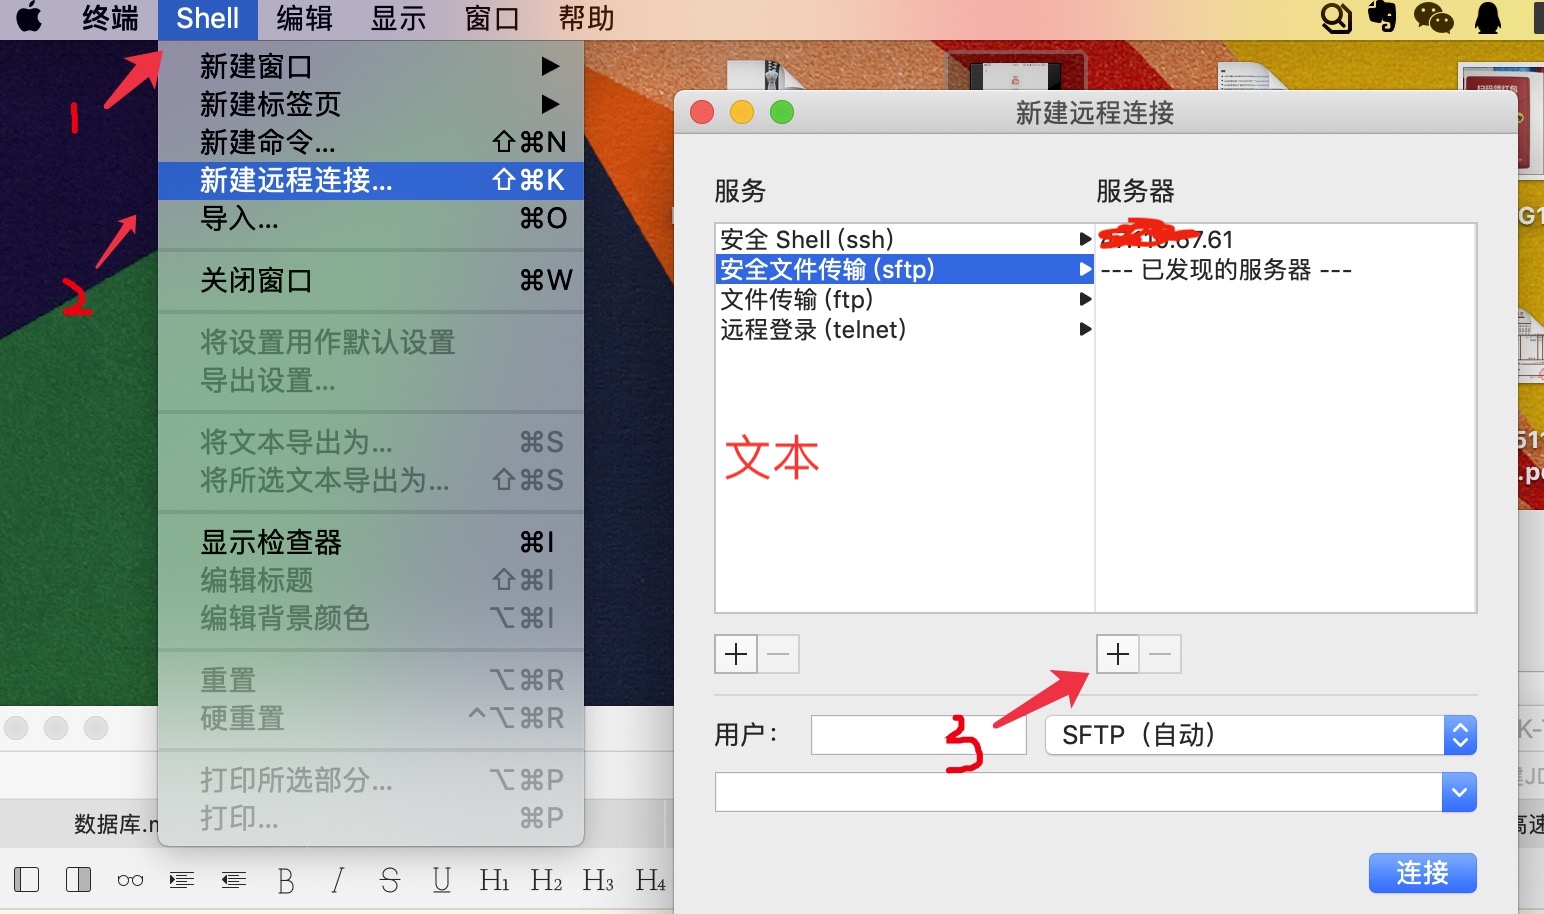 终端 Shell 编辑 显示 窗口 帮助
新建窗口 ▶
新建标签页 ▶
新建命令... ⇧⌘N
新建远程连接... ⇧⌘K
导入... ⌘O
关闭窗口 ⌘W
将设置用作默认设置
导出设置...
将文本导出为... ⌘S
将所选文本导出为... ⇧⌘S
显示检查器 ⌘I
编辑标题 ⇧⌘I
编辑背景颜色 ⌥⌘I
重置 ⌥⌘R
硬重置 ^⌥⌘R
打印所选部分... ⌥⌘P
打印... ⌘P
1
2
数据库.
B I S U H1 H2 H3 H4
新建远程连接
服务 服务器
安全 Shell (ssh) ▶
安全文件传输 (sftp) ▶
文件传输 (ftp) ▶
远程登录 (telnet) ▶
.67.61
--- 已发现的服务器 ---
文本
+ − + −
3
用户: SFTP（自动）
连接
G1
511
.p
K-
JD
高速